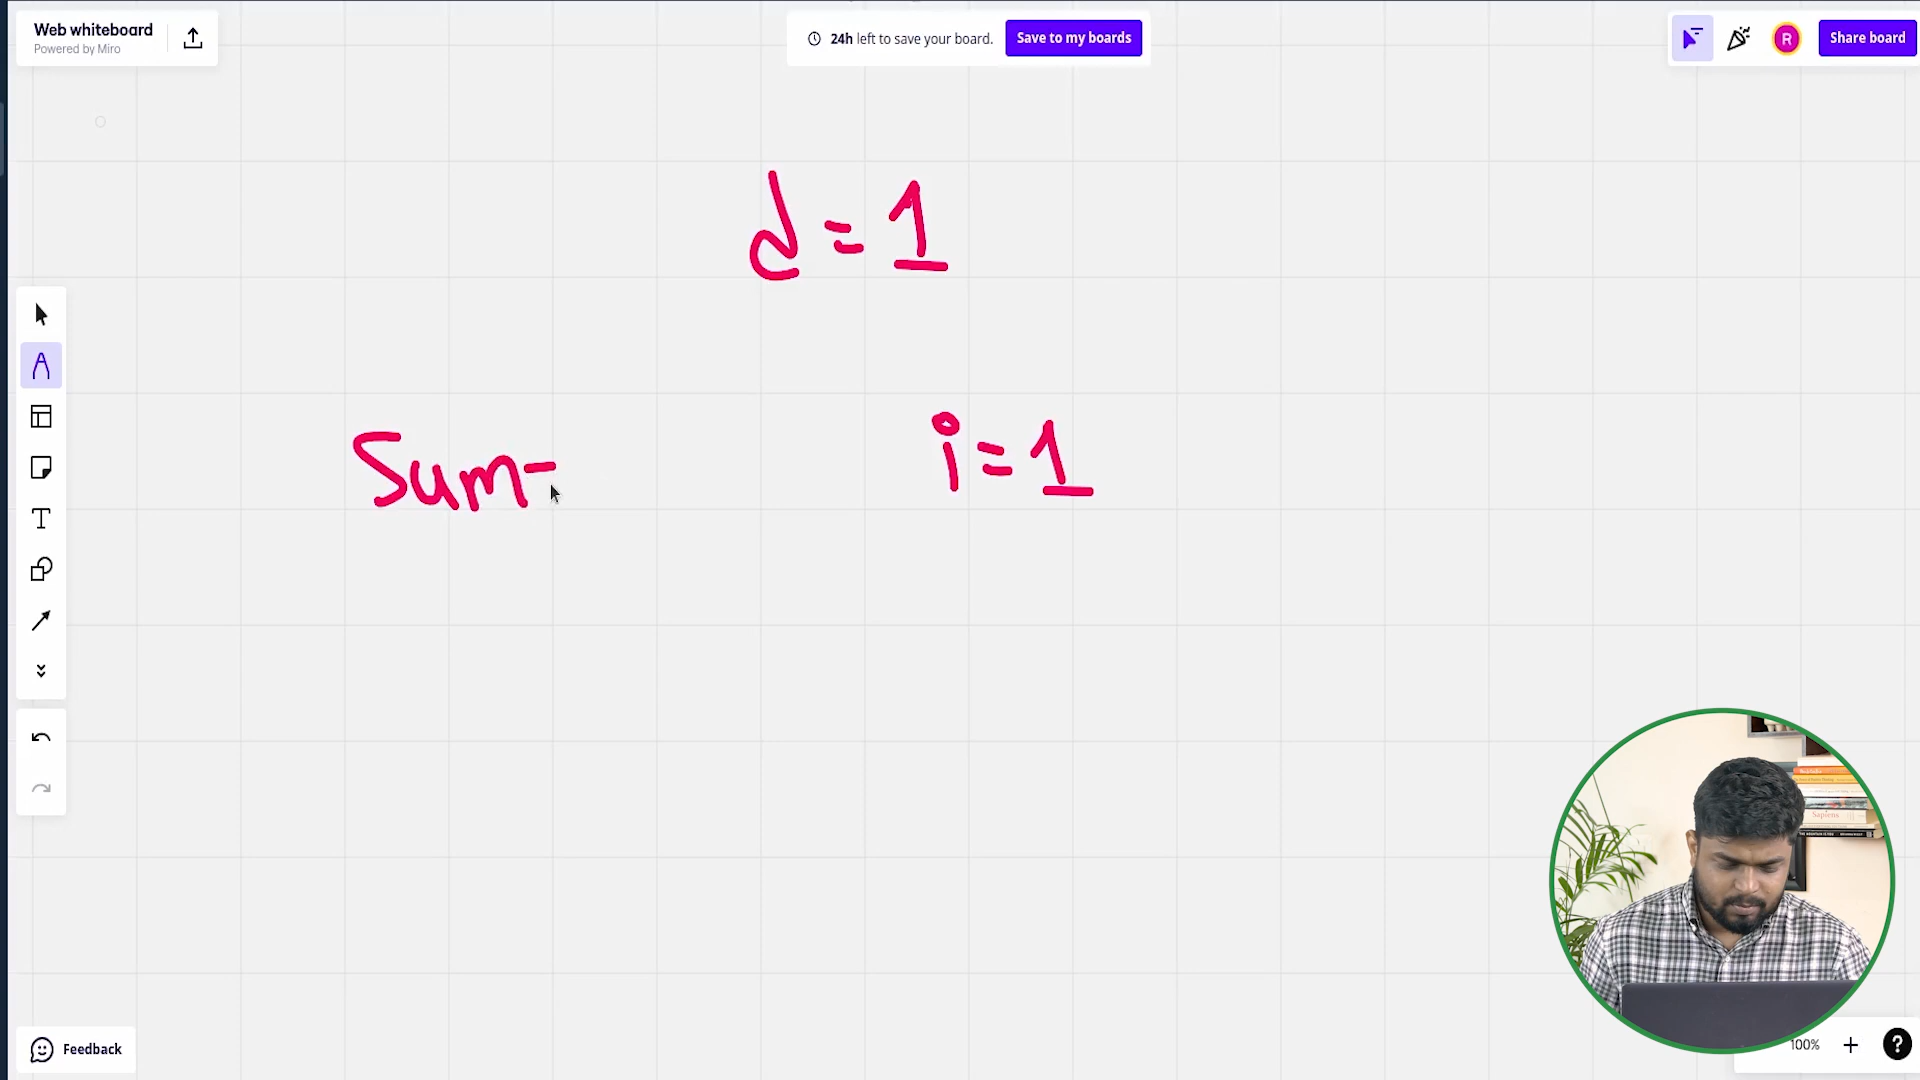 Web whiteboard
Powered by Miro
24h left to save your board.
Save to my boards
R
Share board
d = 1
Sum-
i = 1
T
Sapiens
Feedback
100%
+
?